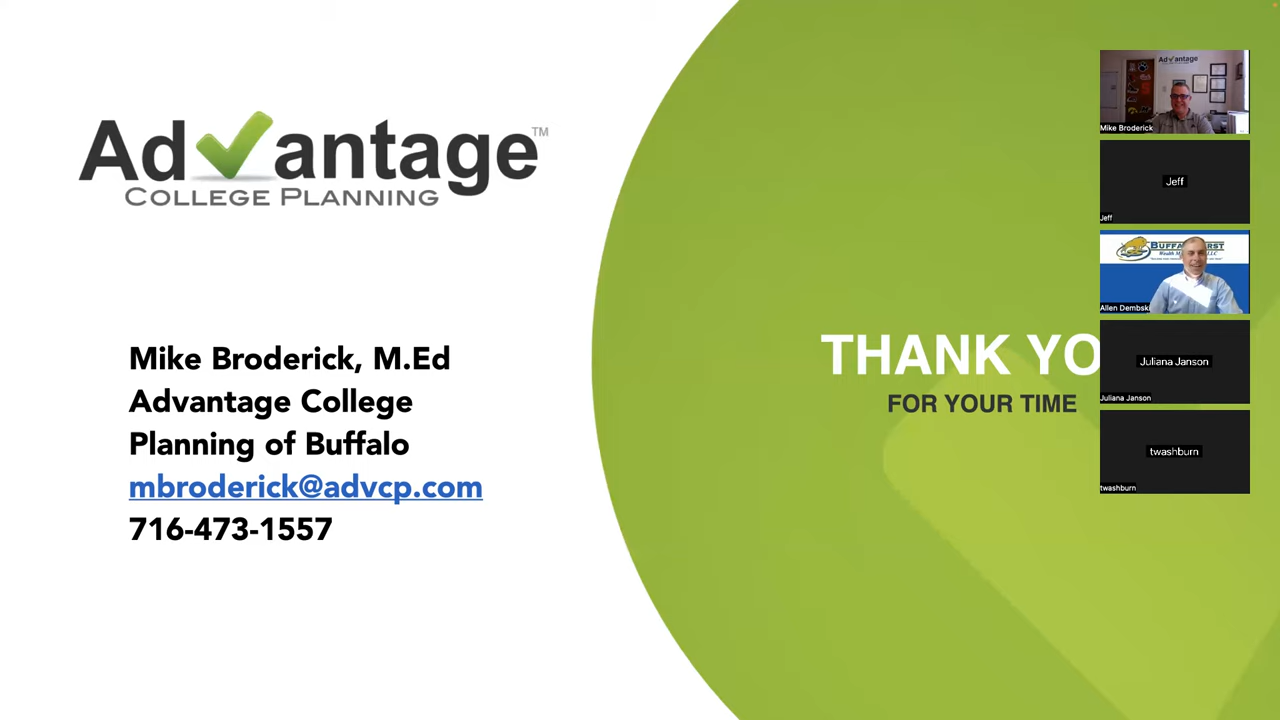 Advantage™
COLLEGE PLANNING
Mike Broderick, M.Ed
Advantage College
Planning of Buffalo
mbroderick@advcp.com
716-473-1557
THANK YO
FOR YOUR TIME
Advantage
Mike Broderick
Jeff
Jeff
Allen Dembski
Juliana Janson
Juliana Janson
twashburn
twashburn